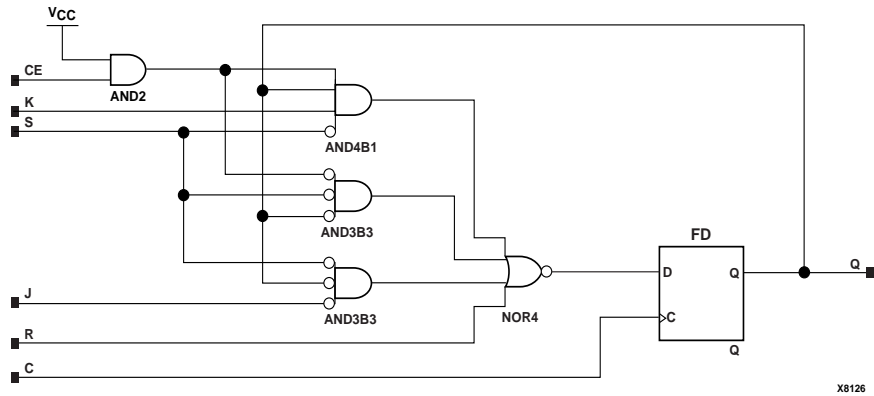 VCC
CE
AND2
K
S
AND4B1
AND3B3
FD
D
Q
Q
J
AND3B3
R
NOR4
C
Q
C
X8126